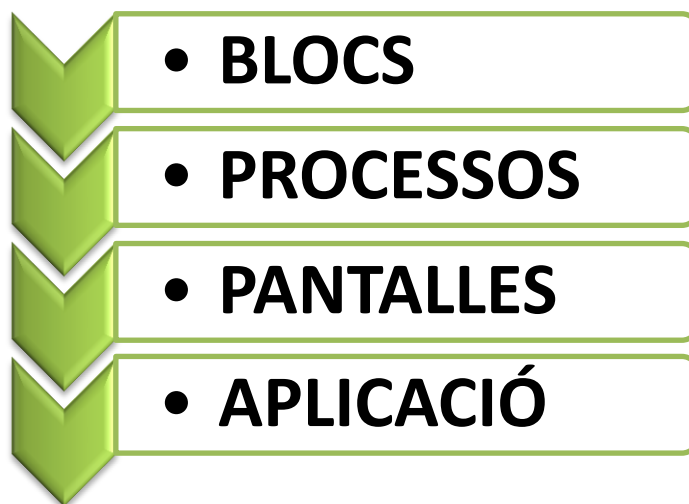 • BLOCS
• PROCESSOS
• PANTALLES
• APLICACIÓ